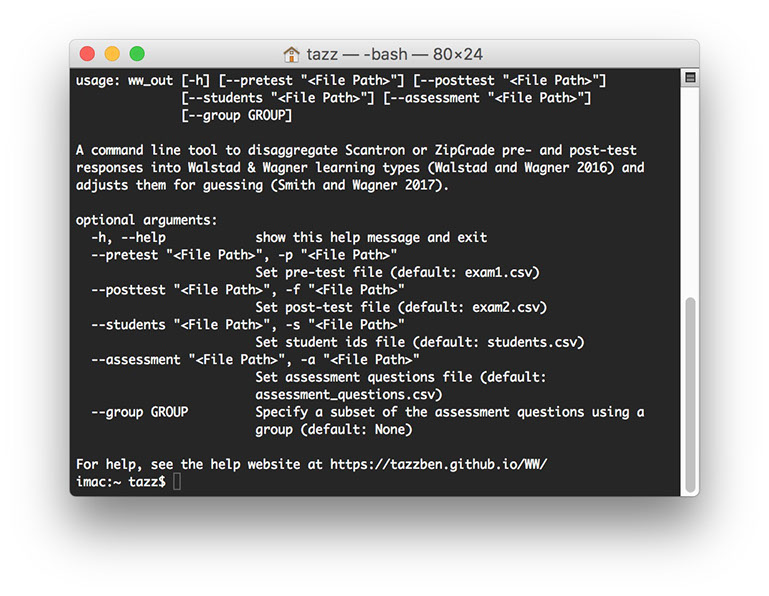 tazz — -bash — 80×24
usage: ww_out [-h] [--pretest "<File Path>"] [--posttest "<File Path>"]
[--students "<File Path>"] [--assessment "<File Path>"]
[--group GROUP]
A command line tool to disaggregate Scantron or ZipGrade pre- and post-test
responses into Walstad & Wagner learning types (Walstad and Wagner 2016) and
adjusts them for guessing (Smith and Wagner 2017).
optional arguments:
-h, --help show this help message and exit
--pretest "<File Path>", -p "<File Path>"
Set pre-test file (default: exam1.csv)
--posttest "<File Path>", -f "<File Path>"
Set post-test file (default: exam2.csv)
--students "<File Path>", -s "<File Path>"
Set student ids file (default: students.csv)
--assessment "<File Path>", -a "<File Path>"
Set assessment questions file (default:
assessment_questions.csv)
--group GROUP Specify a subset of the assessment questions using a
group (default: None)
For help, see the help website at https://tazzben.github.io/WW/
imac:~ tazz$